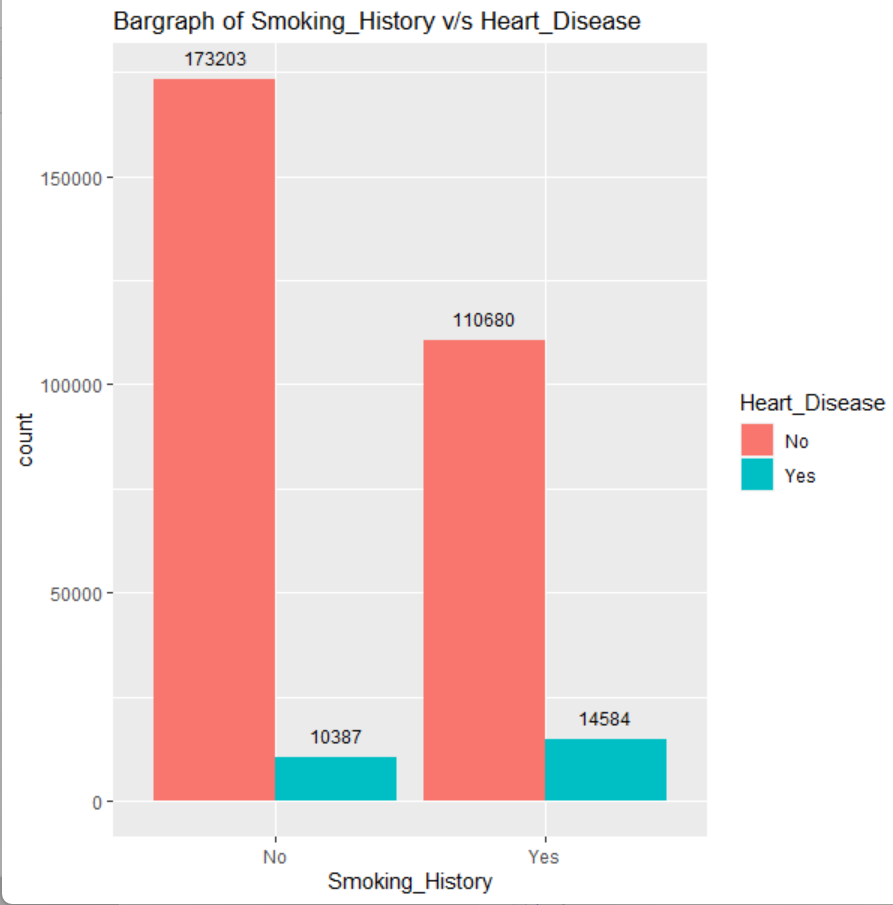 Bargraph of Smoking_History v/s Heart_Disease
173203
150000
110680
100000
count
Heart_Disease
No
Yes
50000
14584
10387
0
No Yes
Smoking_History